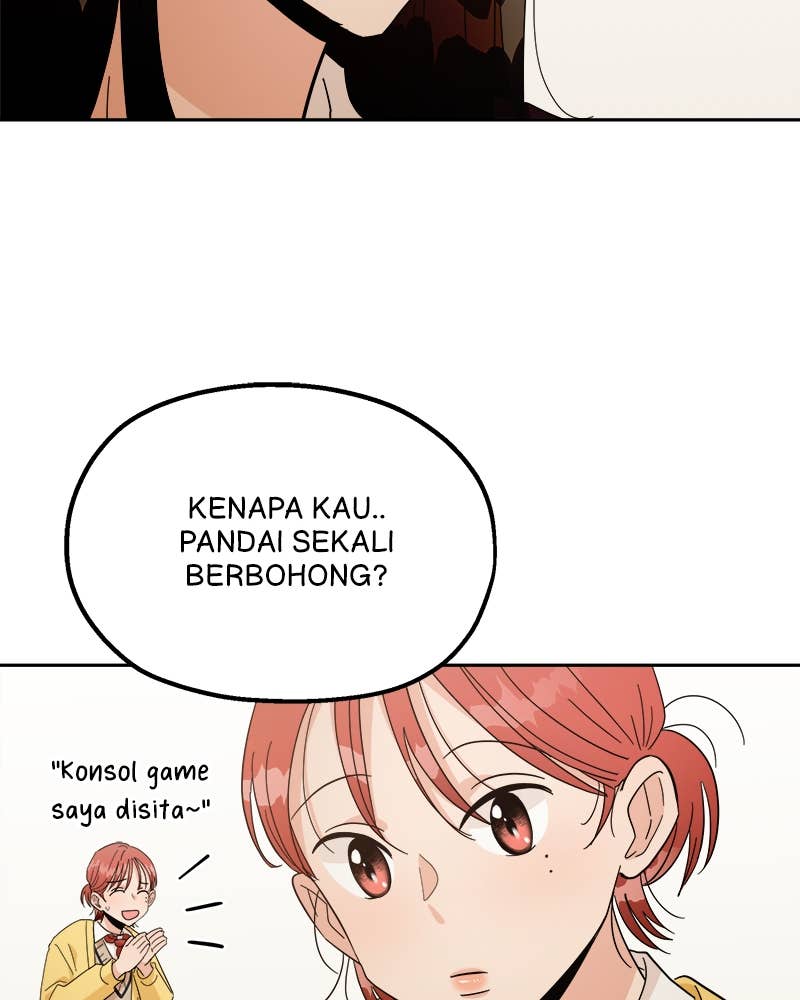 KENAPA KAU..
PANDAI SEKALI
BERBOHONG?
"Konsol game
saya disita~"